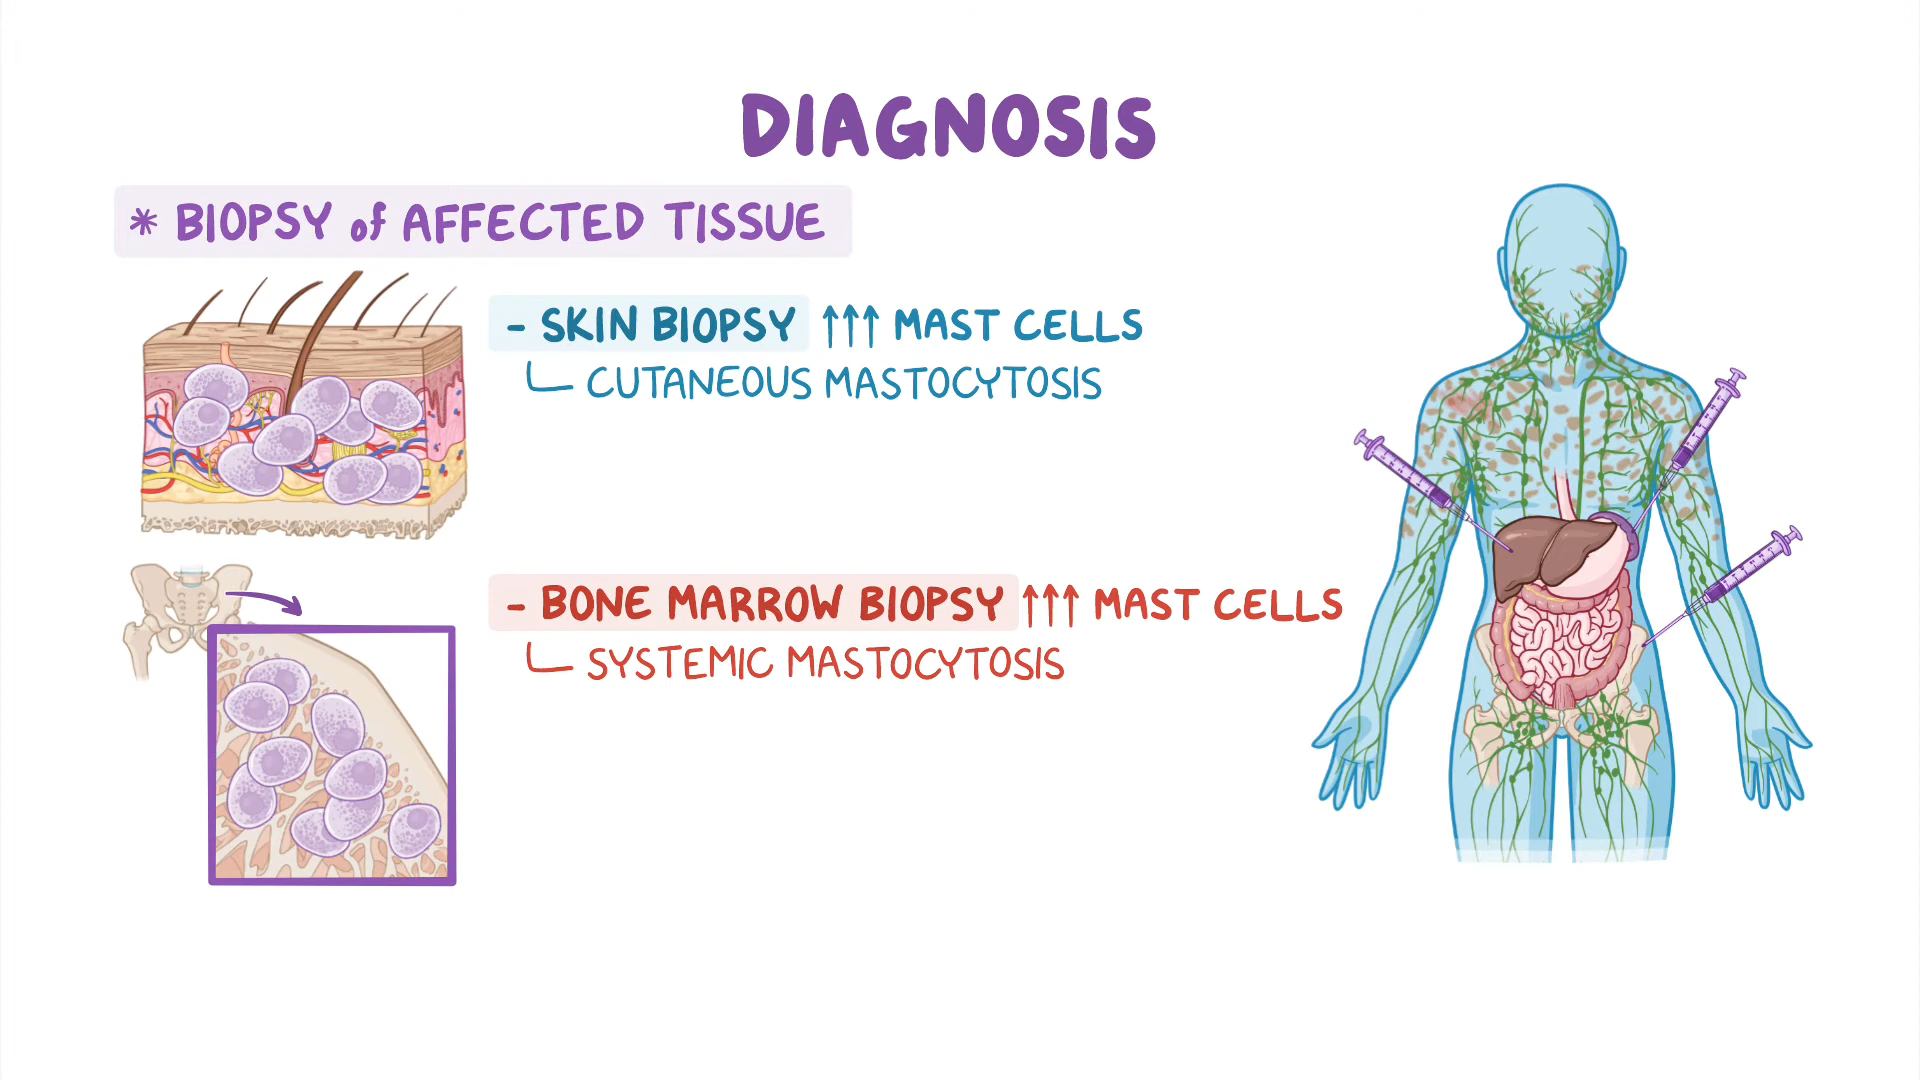 DIAGNOSIS
* BIOPSY of AFFECTED TISSUE
- SKIN BIOPSY ↑↑↑ MAST CELLS
CUTANEOUS MASTOCYTOSIS
- BONE MARROW BIOPSY ↑↑↑ MAST CELLS
SYSTEMIC MASTOCYTOSIS